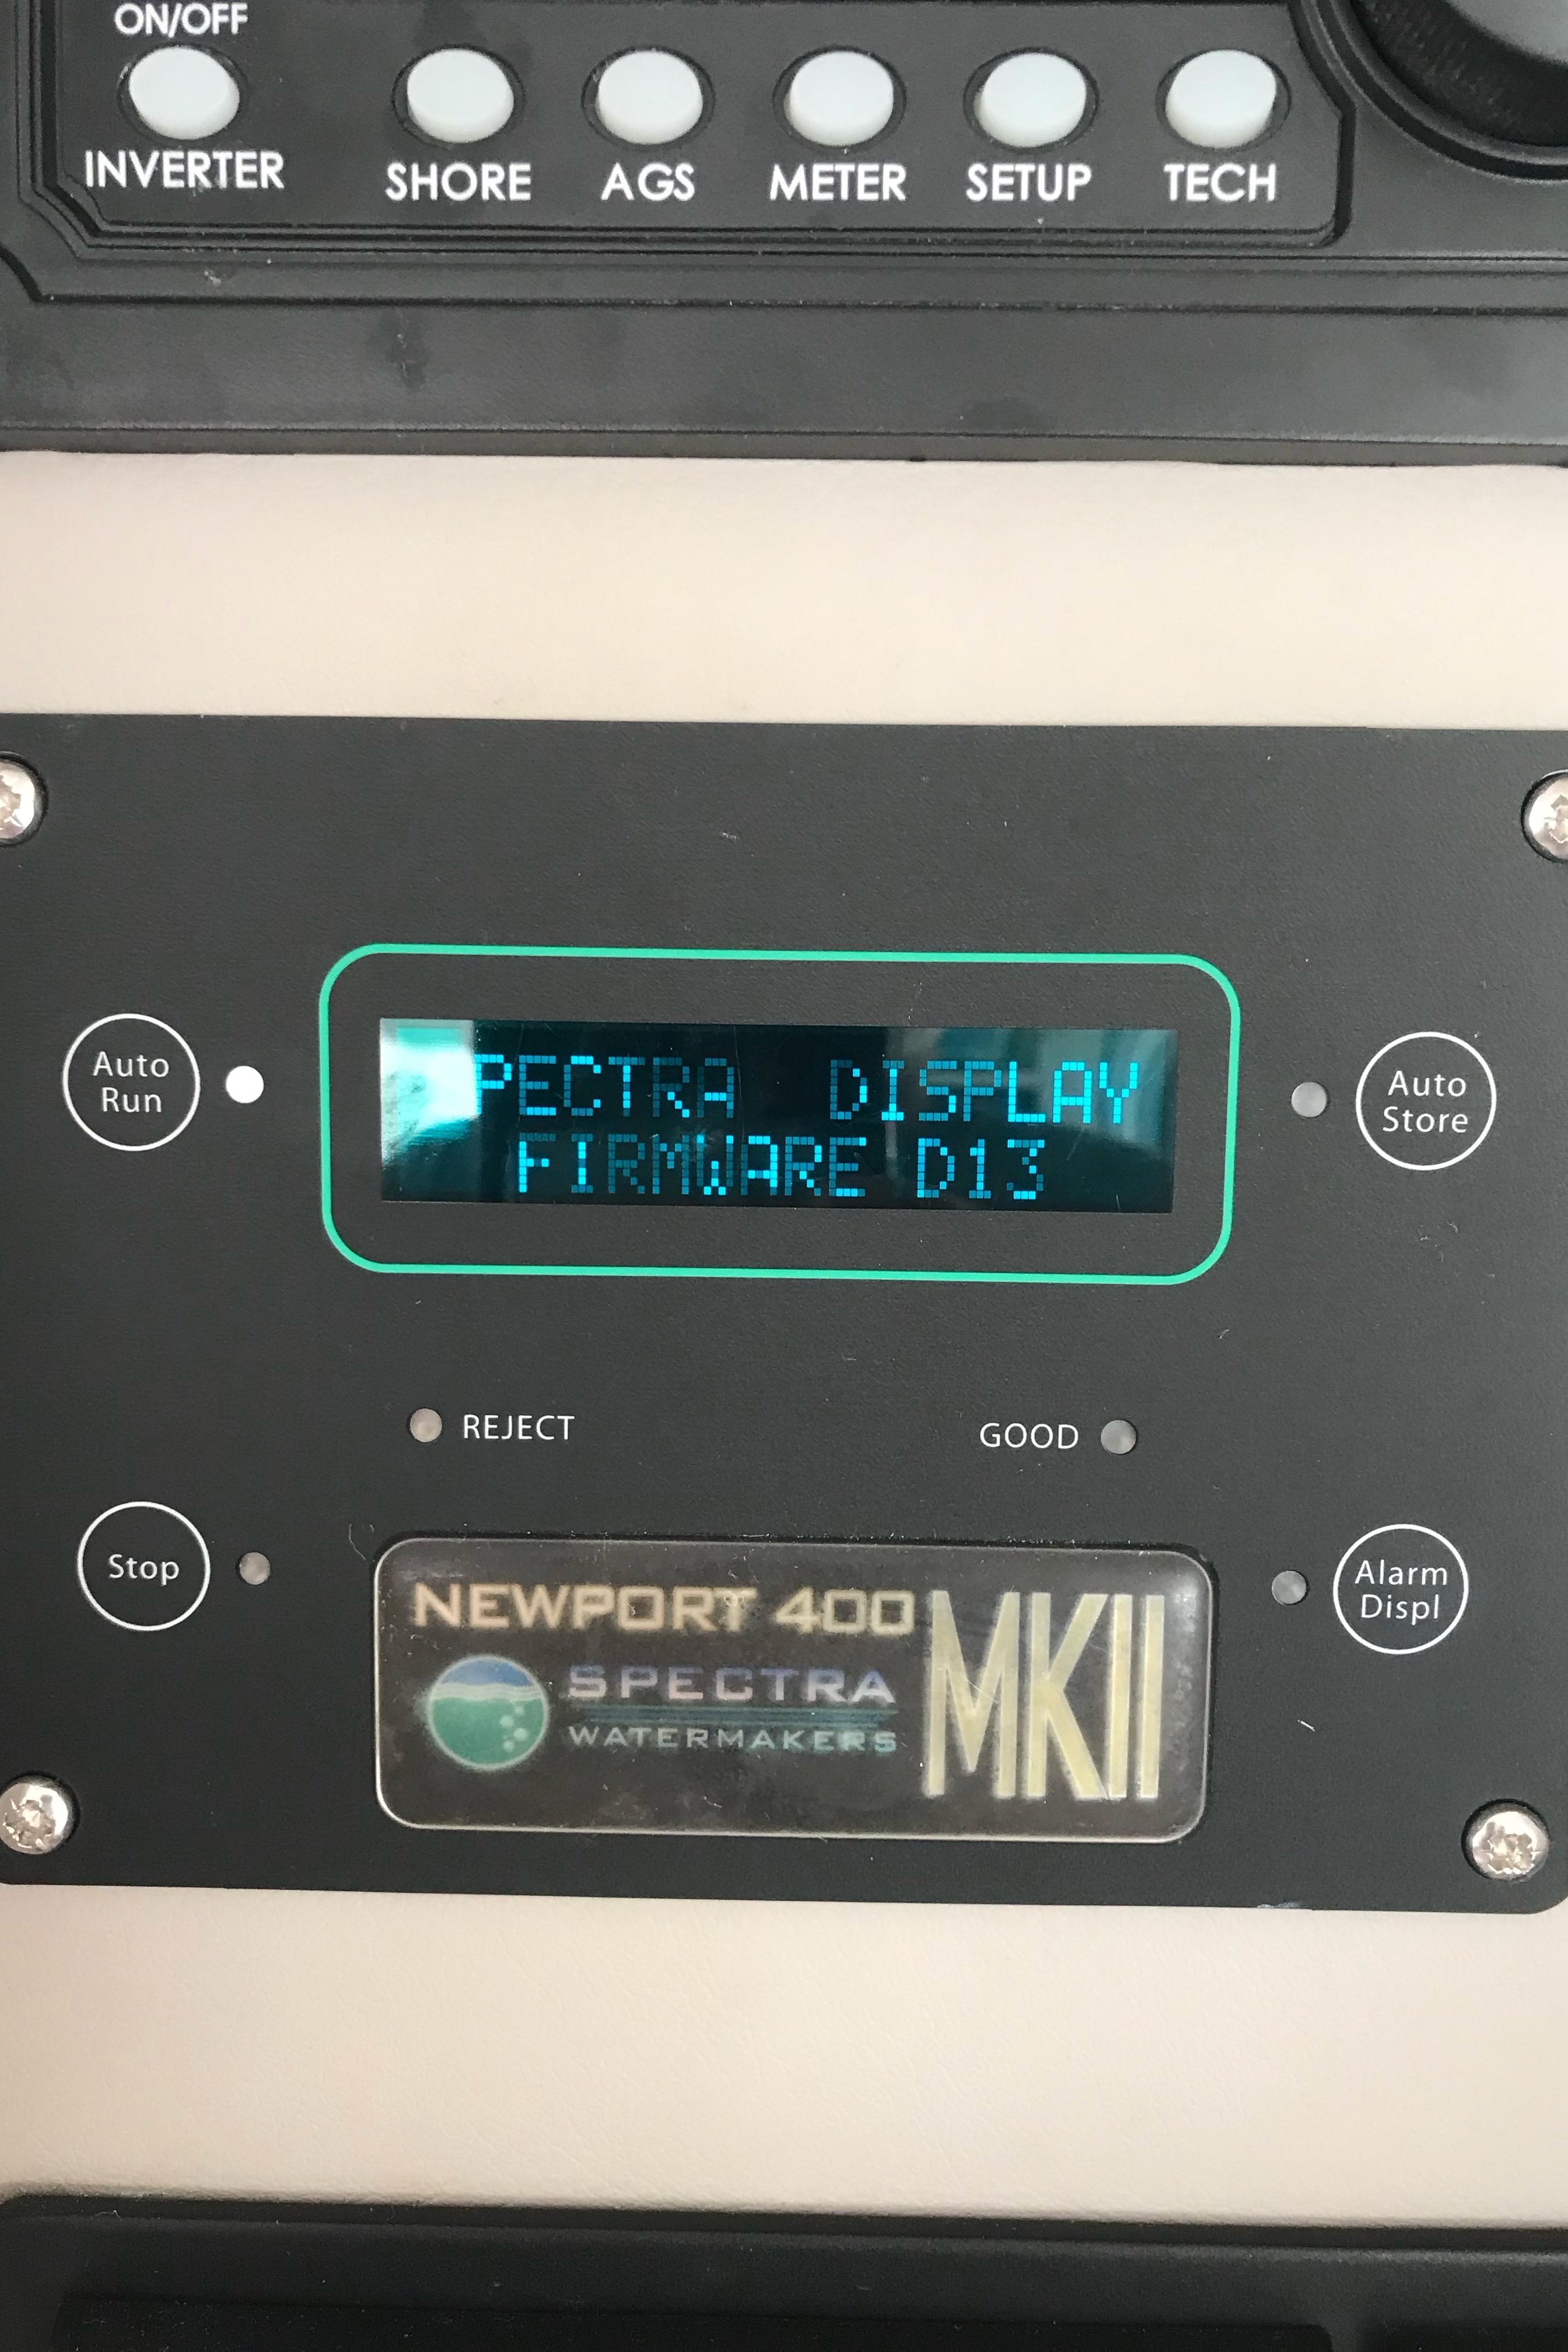 ON/OFF
INVERTER
SHORE
AGS
METER
SETUP
TECH
Auto
Run
PECTRA DISPLAY
FIRMWARE D13
Auto
Store
REJECT
GOOD
Stop
NEWPORT 400
MKII
SPECTRA
WATERMAKERS
Alarm
Displ